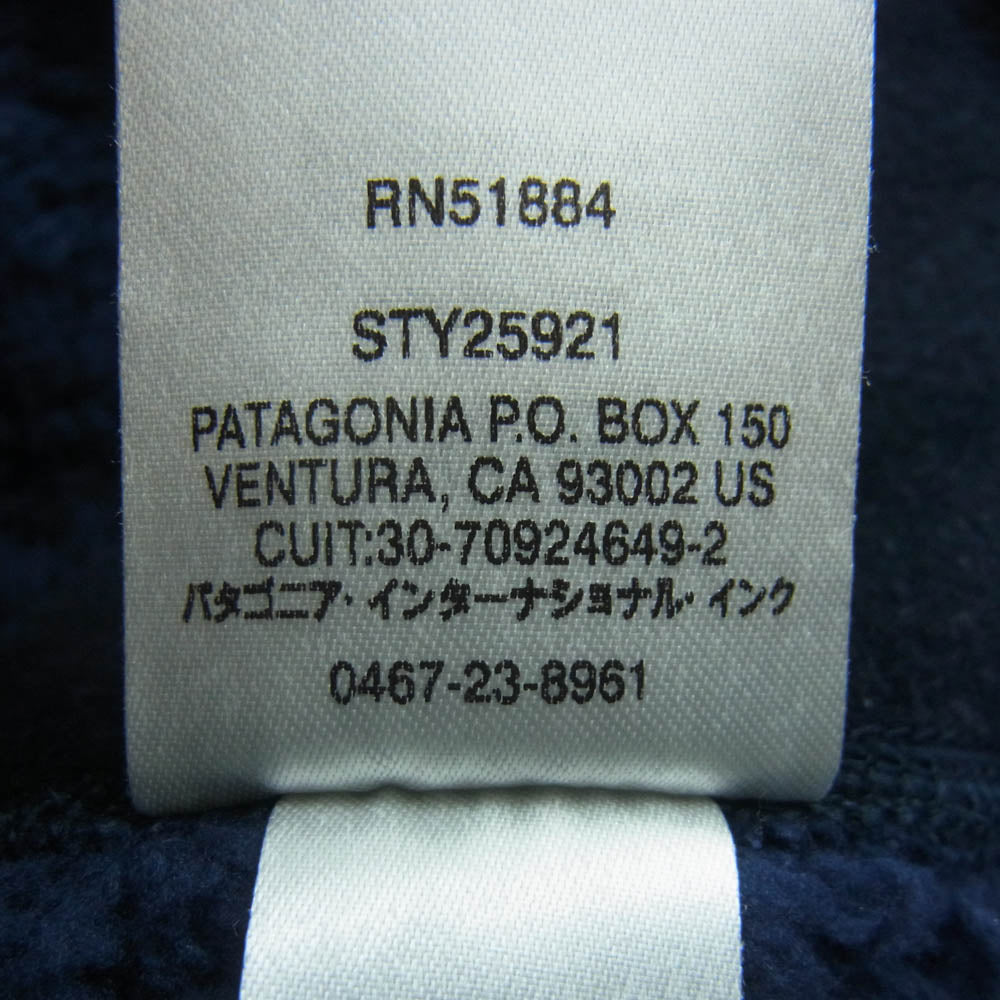 RN51884
STY25921
PATAGONIA P.O. BOX 150
VENTURA, CA 93002 US
CUIT:30-70924649-2
パタゴニア・インターナショナル・インク
0467-23-8961